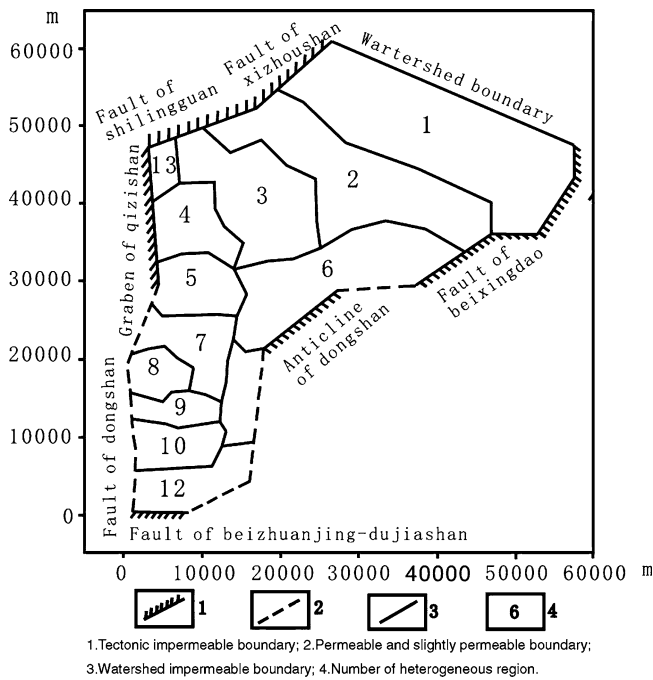 m
60000
50000
40000
30000
20000
10000
0
0 10000 20000 30000 40000 50000 60000 m
Fault of
shilingguan
Fault of
xizhoushan
Wartershed boundary
Graben of qizishan
Fault of dongshan
Anticline
of dongshan
Fault of
beixingdao
Fault of beizhuanjing-dujiashan
1
2
13
3
4
6
5
7
8
9
10
12
1 2 3 6 4
1.Tectonic impermeable boundary; 2.Permeable and slightly permeable boundary;
3.Watershed impermeable boundary; 4.Number of heterogeneous region.